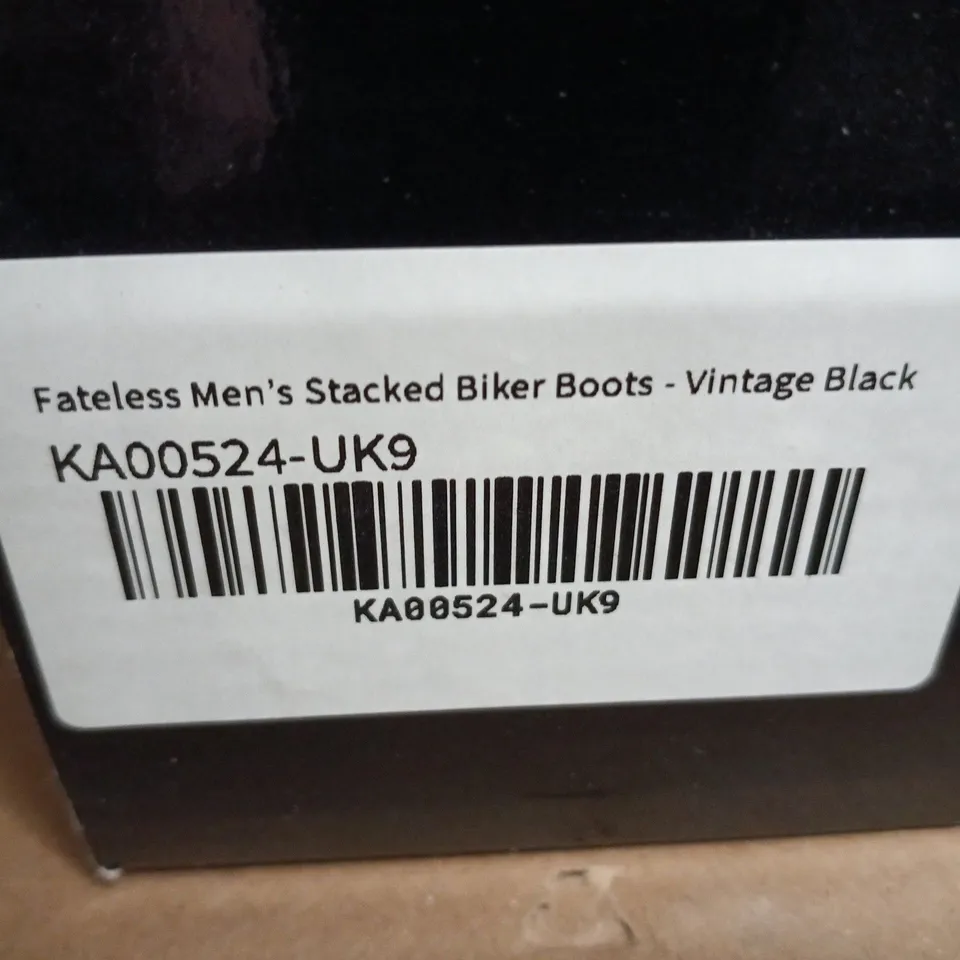 Fateless Men's Stacked Biker Boots - Vintage Black
KA00524-UK9
KA00524-UK9